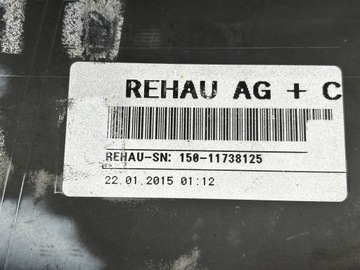 REHAU AG + C
REHAU-SN: 150-11738125
22.01.2015 01:12